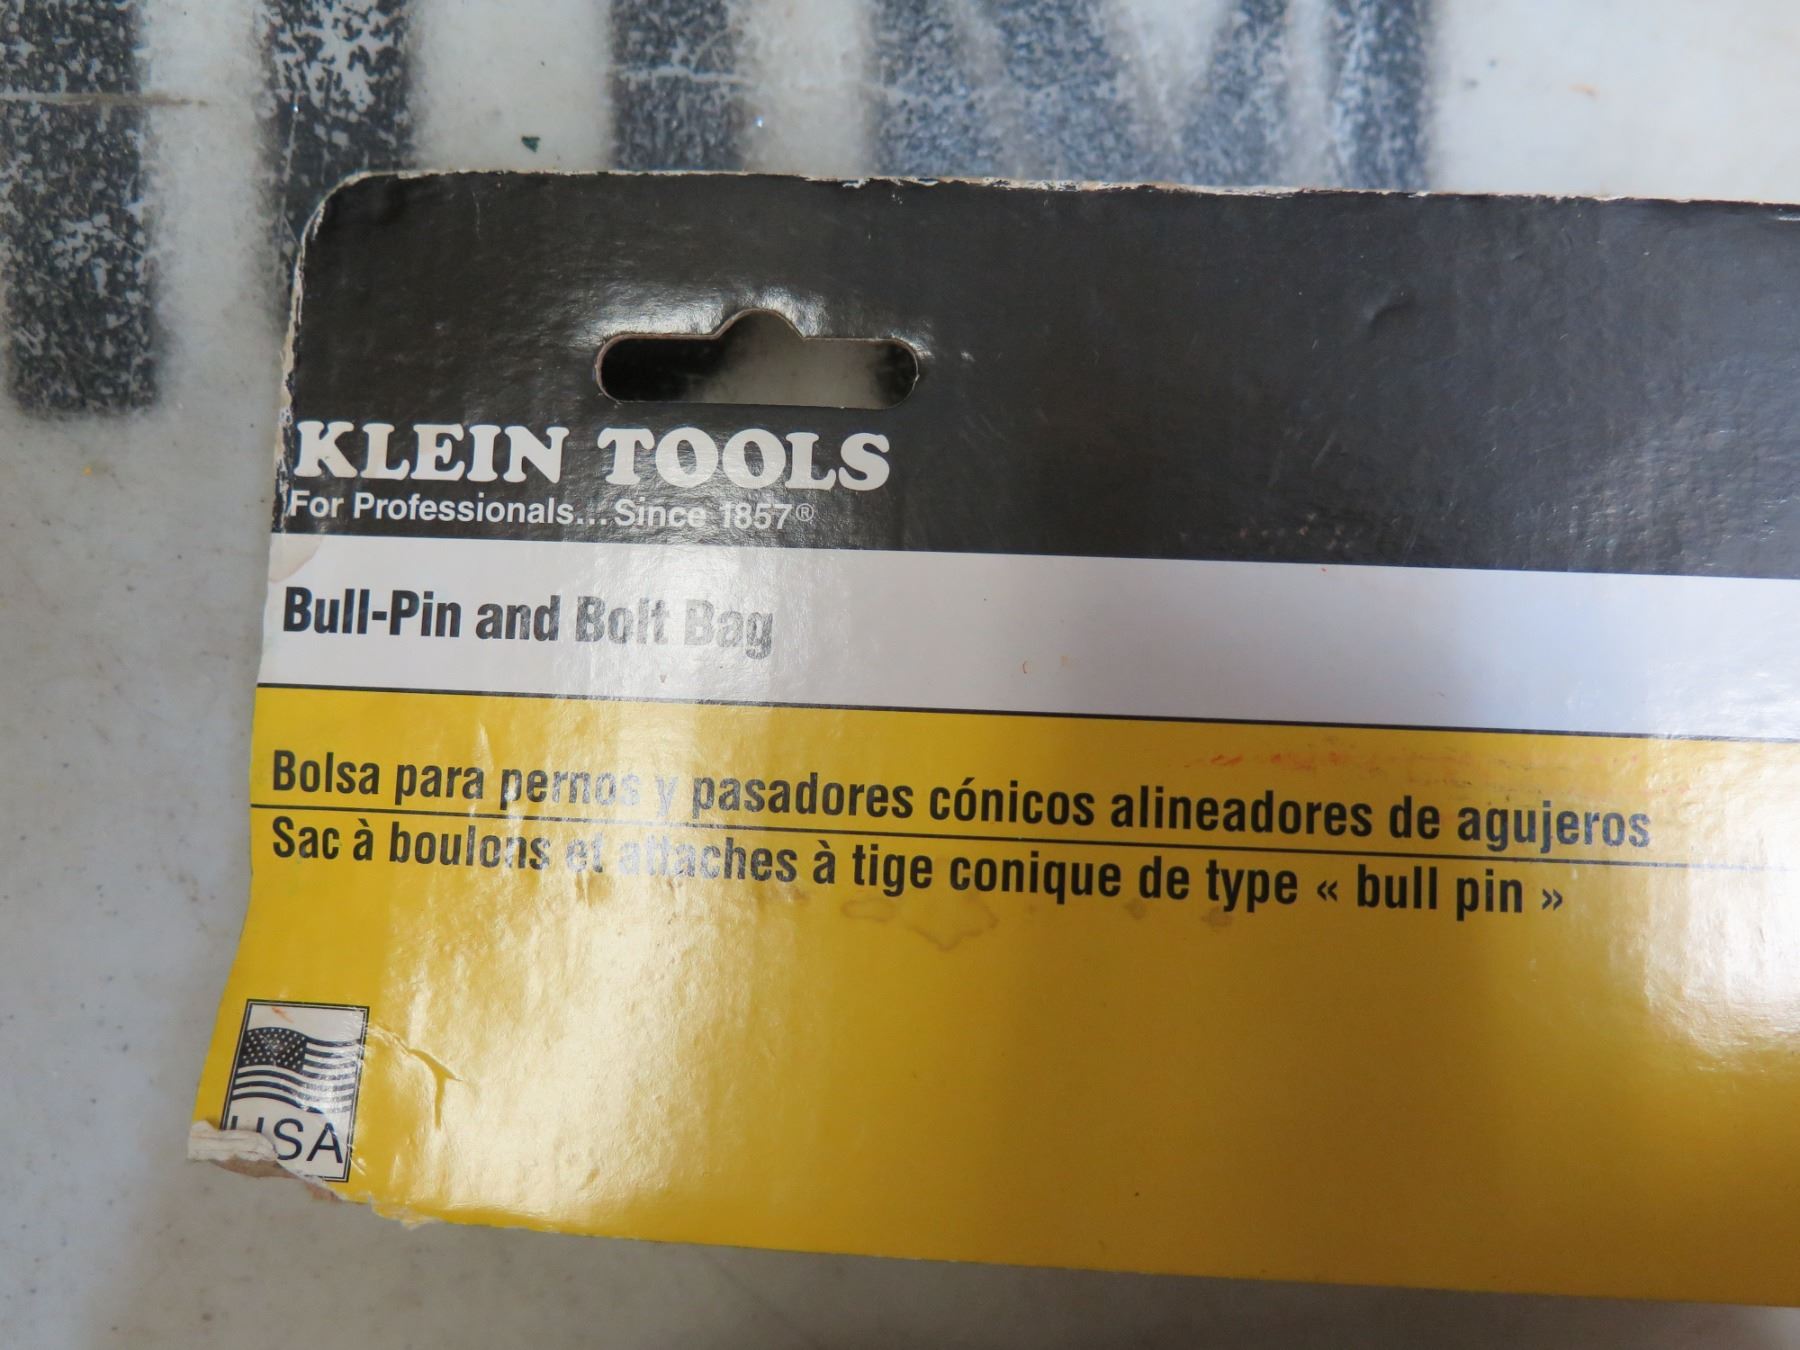 KLEIN TOOLS
For Professionals... Since 1857®
Bull-Pin and Bolt Bag
Bolsa para pernos y pasadores cónicos alineadores de agujeros
Sac à boulons et attaches à tige conique de type « bull pin »
USA